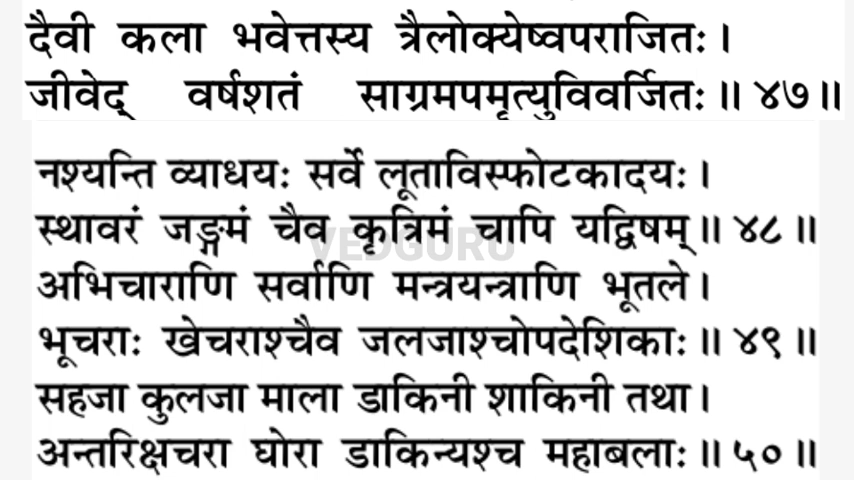 दैवी कला भवेत्तस्य त्रैलोक्येष्वपराजितः।
जीवेद् वर्षशतं साग्रमपमृत्युविवर्जितः॥ ४७॥
नश्यन्ति व्याधयः सर्वे लूताविस्फोटकादयः।
स्थावरं जङ्गमं चैव कृत्रिमं चापि यद्विषम्॥ ४८॥
VEDGURU
अभिचाराणि सर्वाणि मन्त्रयन्त्राणि भूतले।
भूचराः खेचराश्चैव जलजाश्चोपदेशिकाः॥ ४९॥
सहजा कुलजा माला डाकिनी शाकिनी तथा।
अन्तरिक्षचरा घोरा डाकिन्यश्च महाबलाः॥ ५०॥